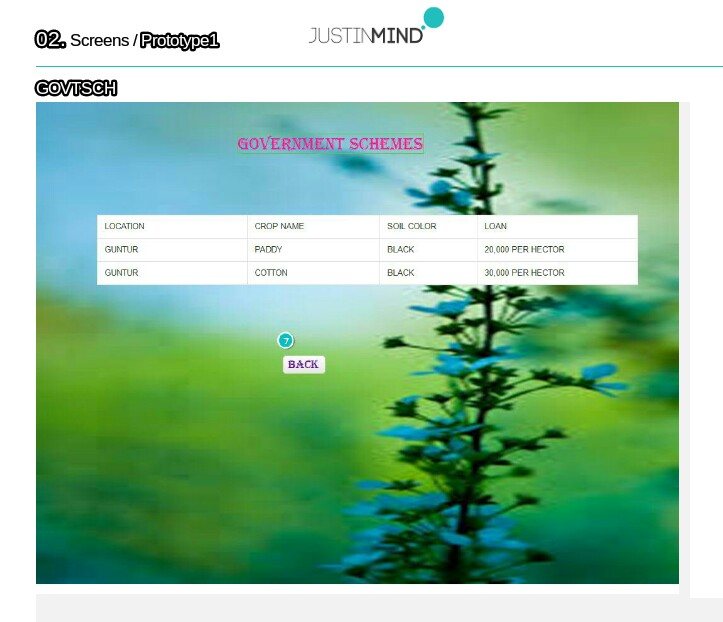 02. Screens / Prototype1
JUSTINMIND
GOVTSCH
GOVERNMENT SCHEMES
LOCATION CROP NAME SOIL COLOR LOAN
GUNTUR PADDY BLACK 20,000 PER HECTOR
GUNTUR COTTON BLACK 30,000 PER HECTOR
7
BACK